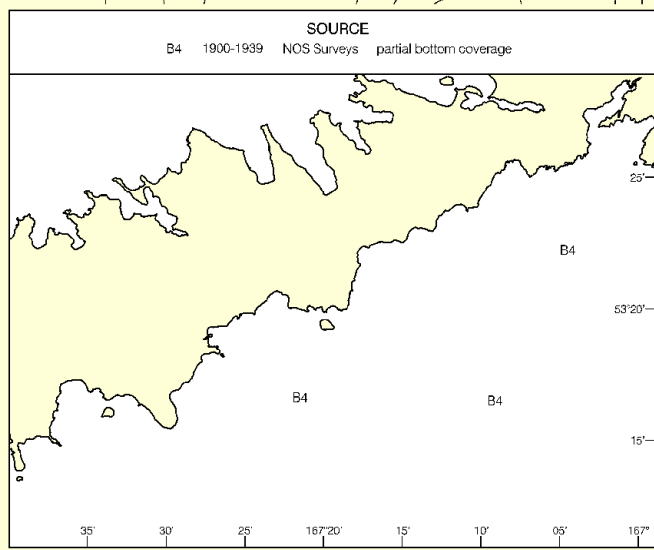 SOURCE
B4 1900-1939 NOS Surveys partial bottom coverage
25'
B4
53°20'
B4 B4
15'
35' 30' 25' 167°20' 15' 10' 05' 167°